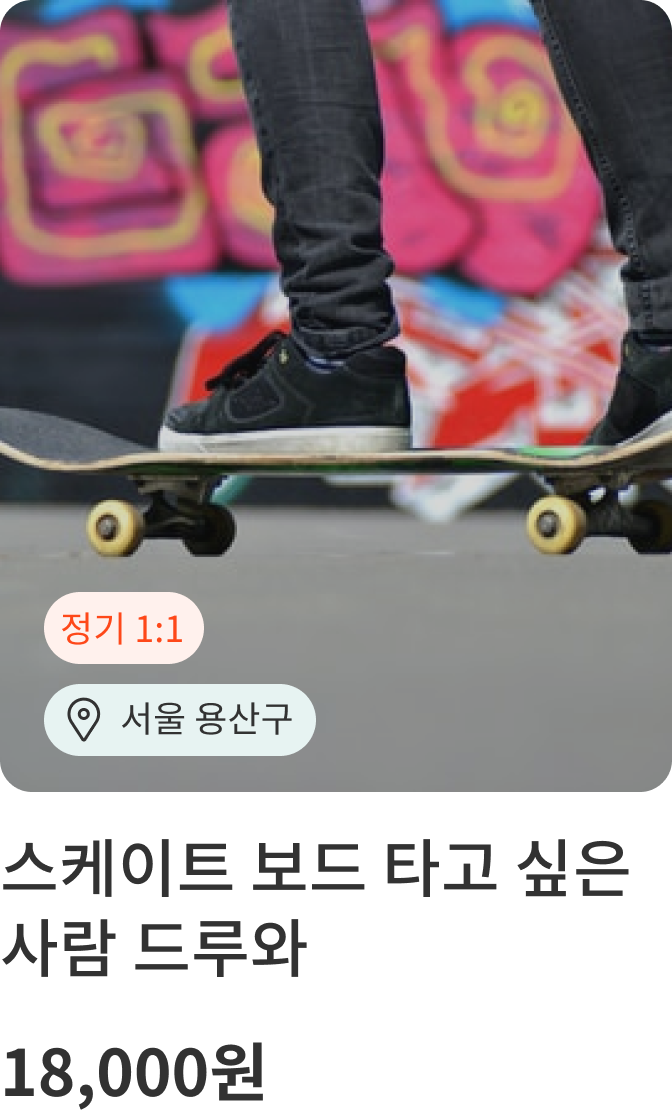 정기 1:1
서울 용산구
스케이트 보드 타고 싶은
사람 드루와
18,000원